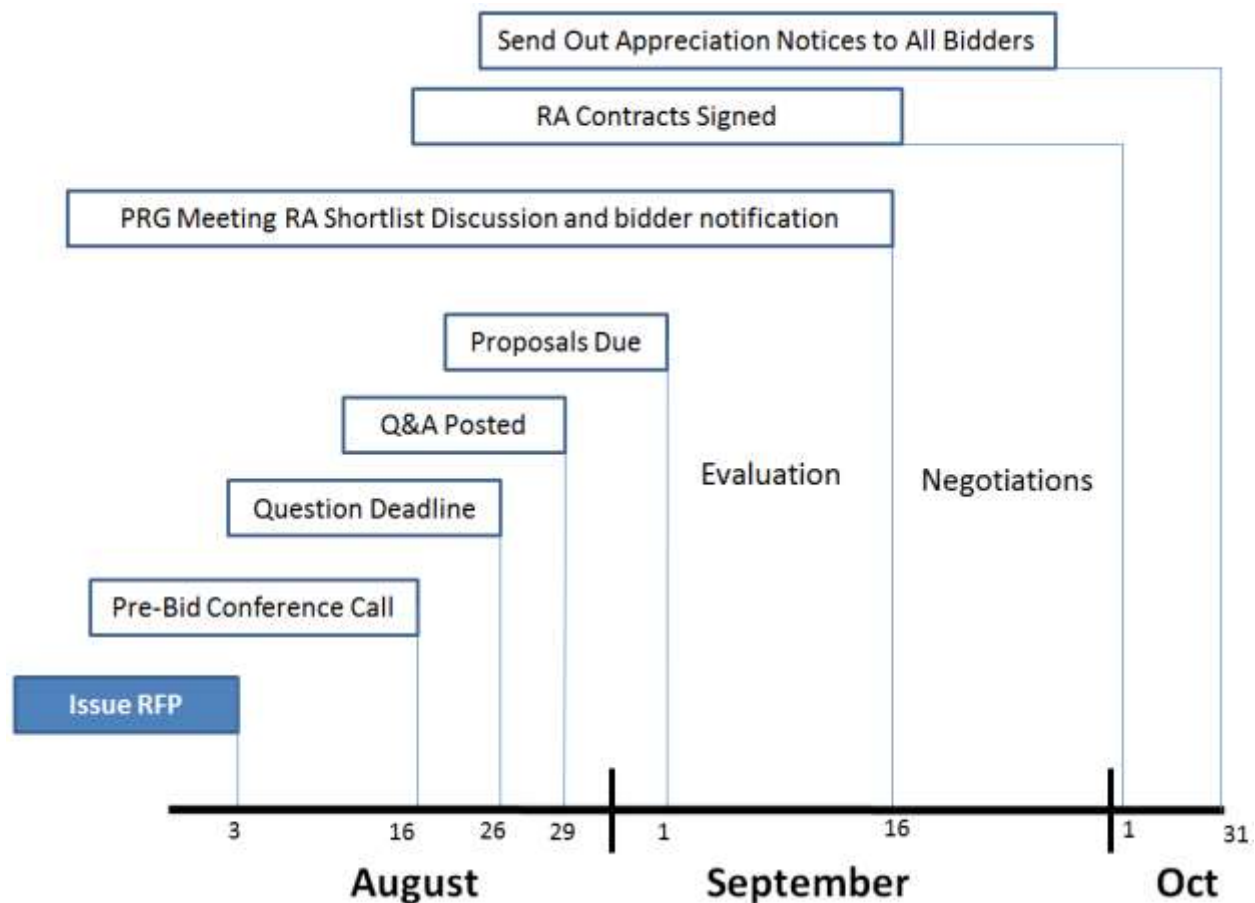 Send Out Appreciation Notices to All Bidders
RA Contracts Signed
PRG Meeting RA Shortlist Discussion and bidder notification
Proposals Due
Q&A Posted
Evaluation
Negotiations
Question Deadline
Pre-Bid Conference Call
Issue RFP
3 16 26 29 1 16 1 31
August September Oct